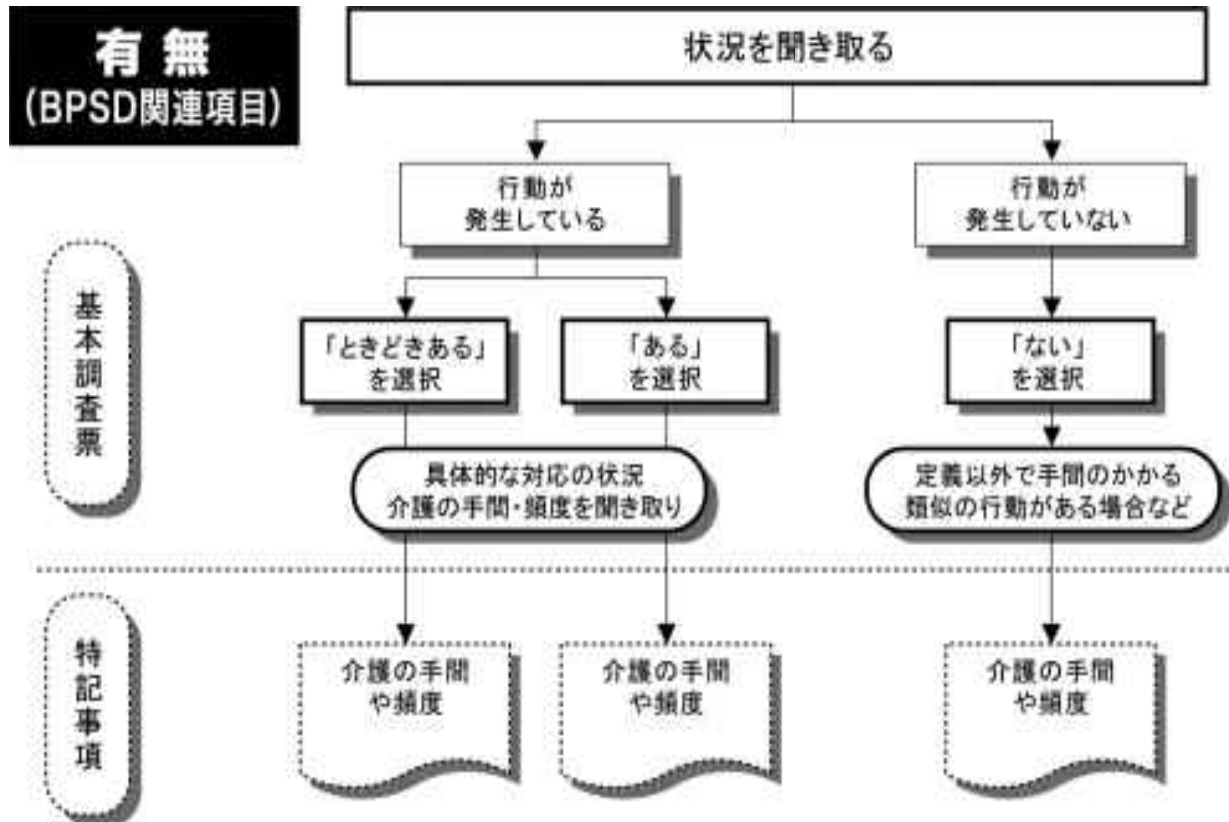 有無
(BPSD関連項目)
状況を聞き取る
行動が
発生している
行動が
発生していない
基本調査票
「ときどきある」
を選択
「ある」
を選択
「ない」
を選択
具体的な対応の状況
介護の手間・頻度を聞き取り
定義以外で手間のかかる
類似の行動がある場合など
特記事項
介護の手間
や頻度
介護の手間
や頻度
介護の手間
や頻度